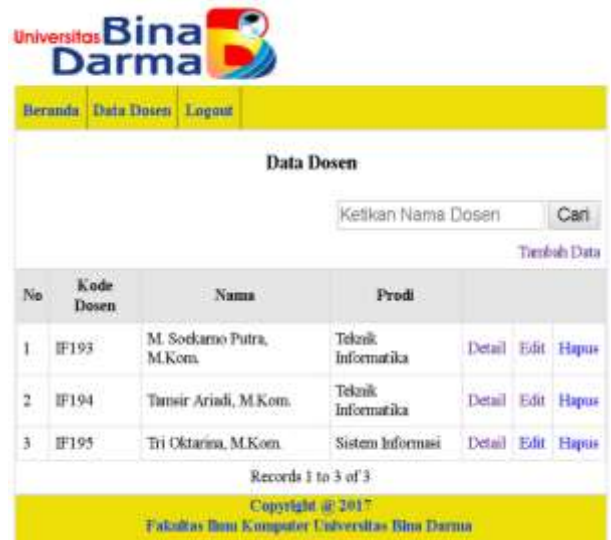 Universitas Bina
Darma
Beranda Data Dosen Logout
Data Dosen
Ketikan Nama Dosen Cari
Tambah Data
No Kode Dosen Nama Prodi
1 IF193 M. Soekarno Putra, M.Kom. Teknik Informatika Detail Edit Hapus
2 IF194 Tamsir Ariadi, M.Kom. Teknik Informatika Detail Edit Hapus
3 IF195 Tri Oktarina, M.Kom. Sistem Informasi Detail Edit Hapus
Records 1 to 3 of 3
Copyright @ 2017
Fakultas Ilmu Komputer Universitas Bina Darma